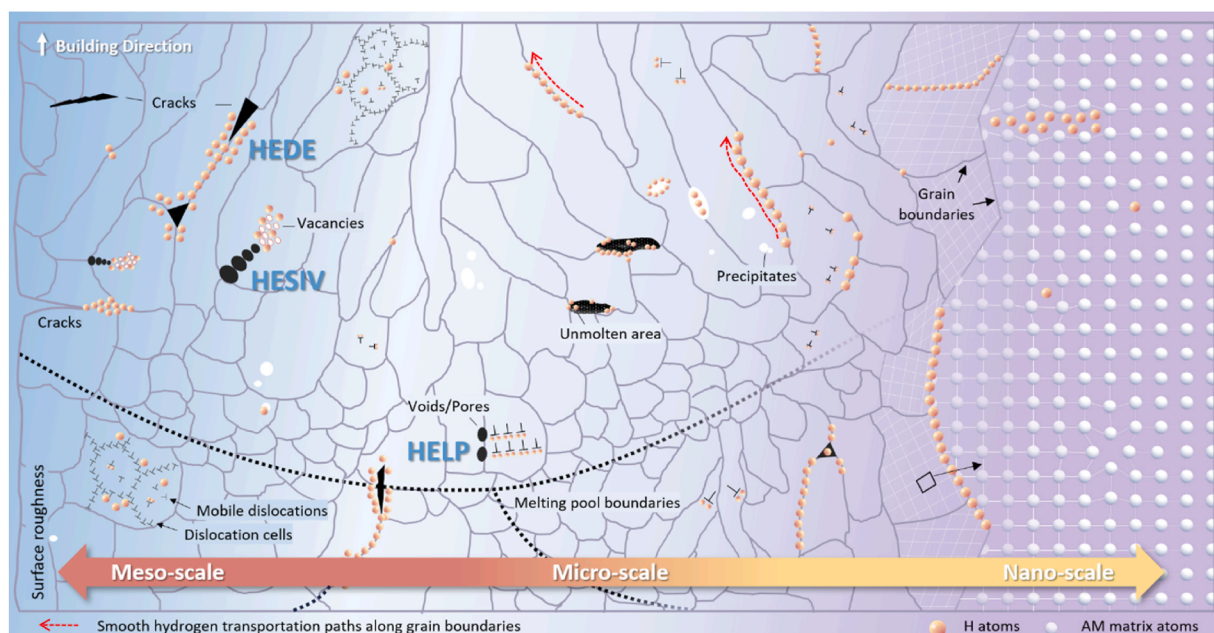 Building Direction
Cracks
HEDE
Vacancies
HESIV
Cracks
Grain
boundaries
Precipitates
Unmolten area
Voids/Pores
HELP
Melting pool boundaries
Mobile dislocations
Dislocation cells
Surface roughness
Meso-scale
Micro-scale
Nano-scale
Smooth hydrogen transportation paths along grain boundaries
H atoms
AM matrix atoms